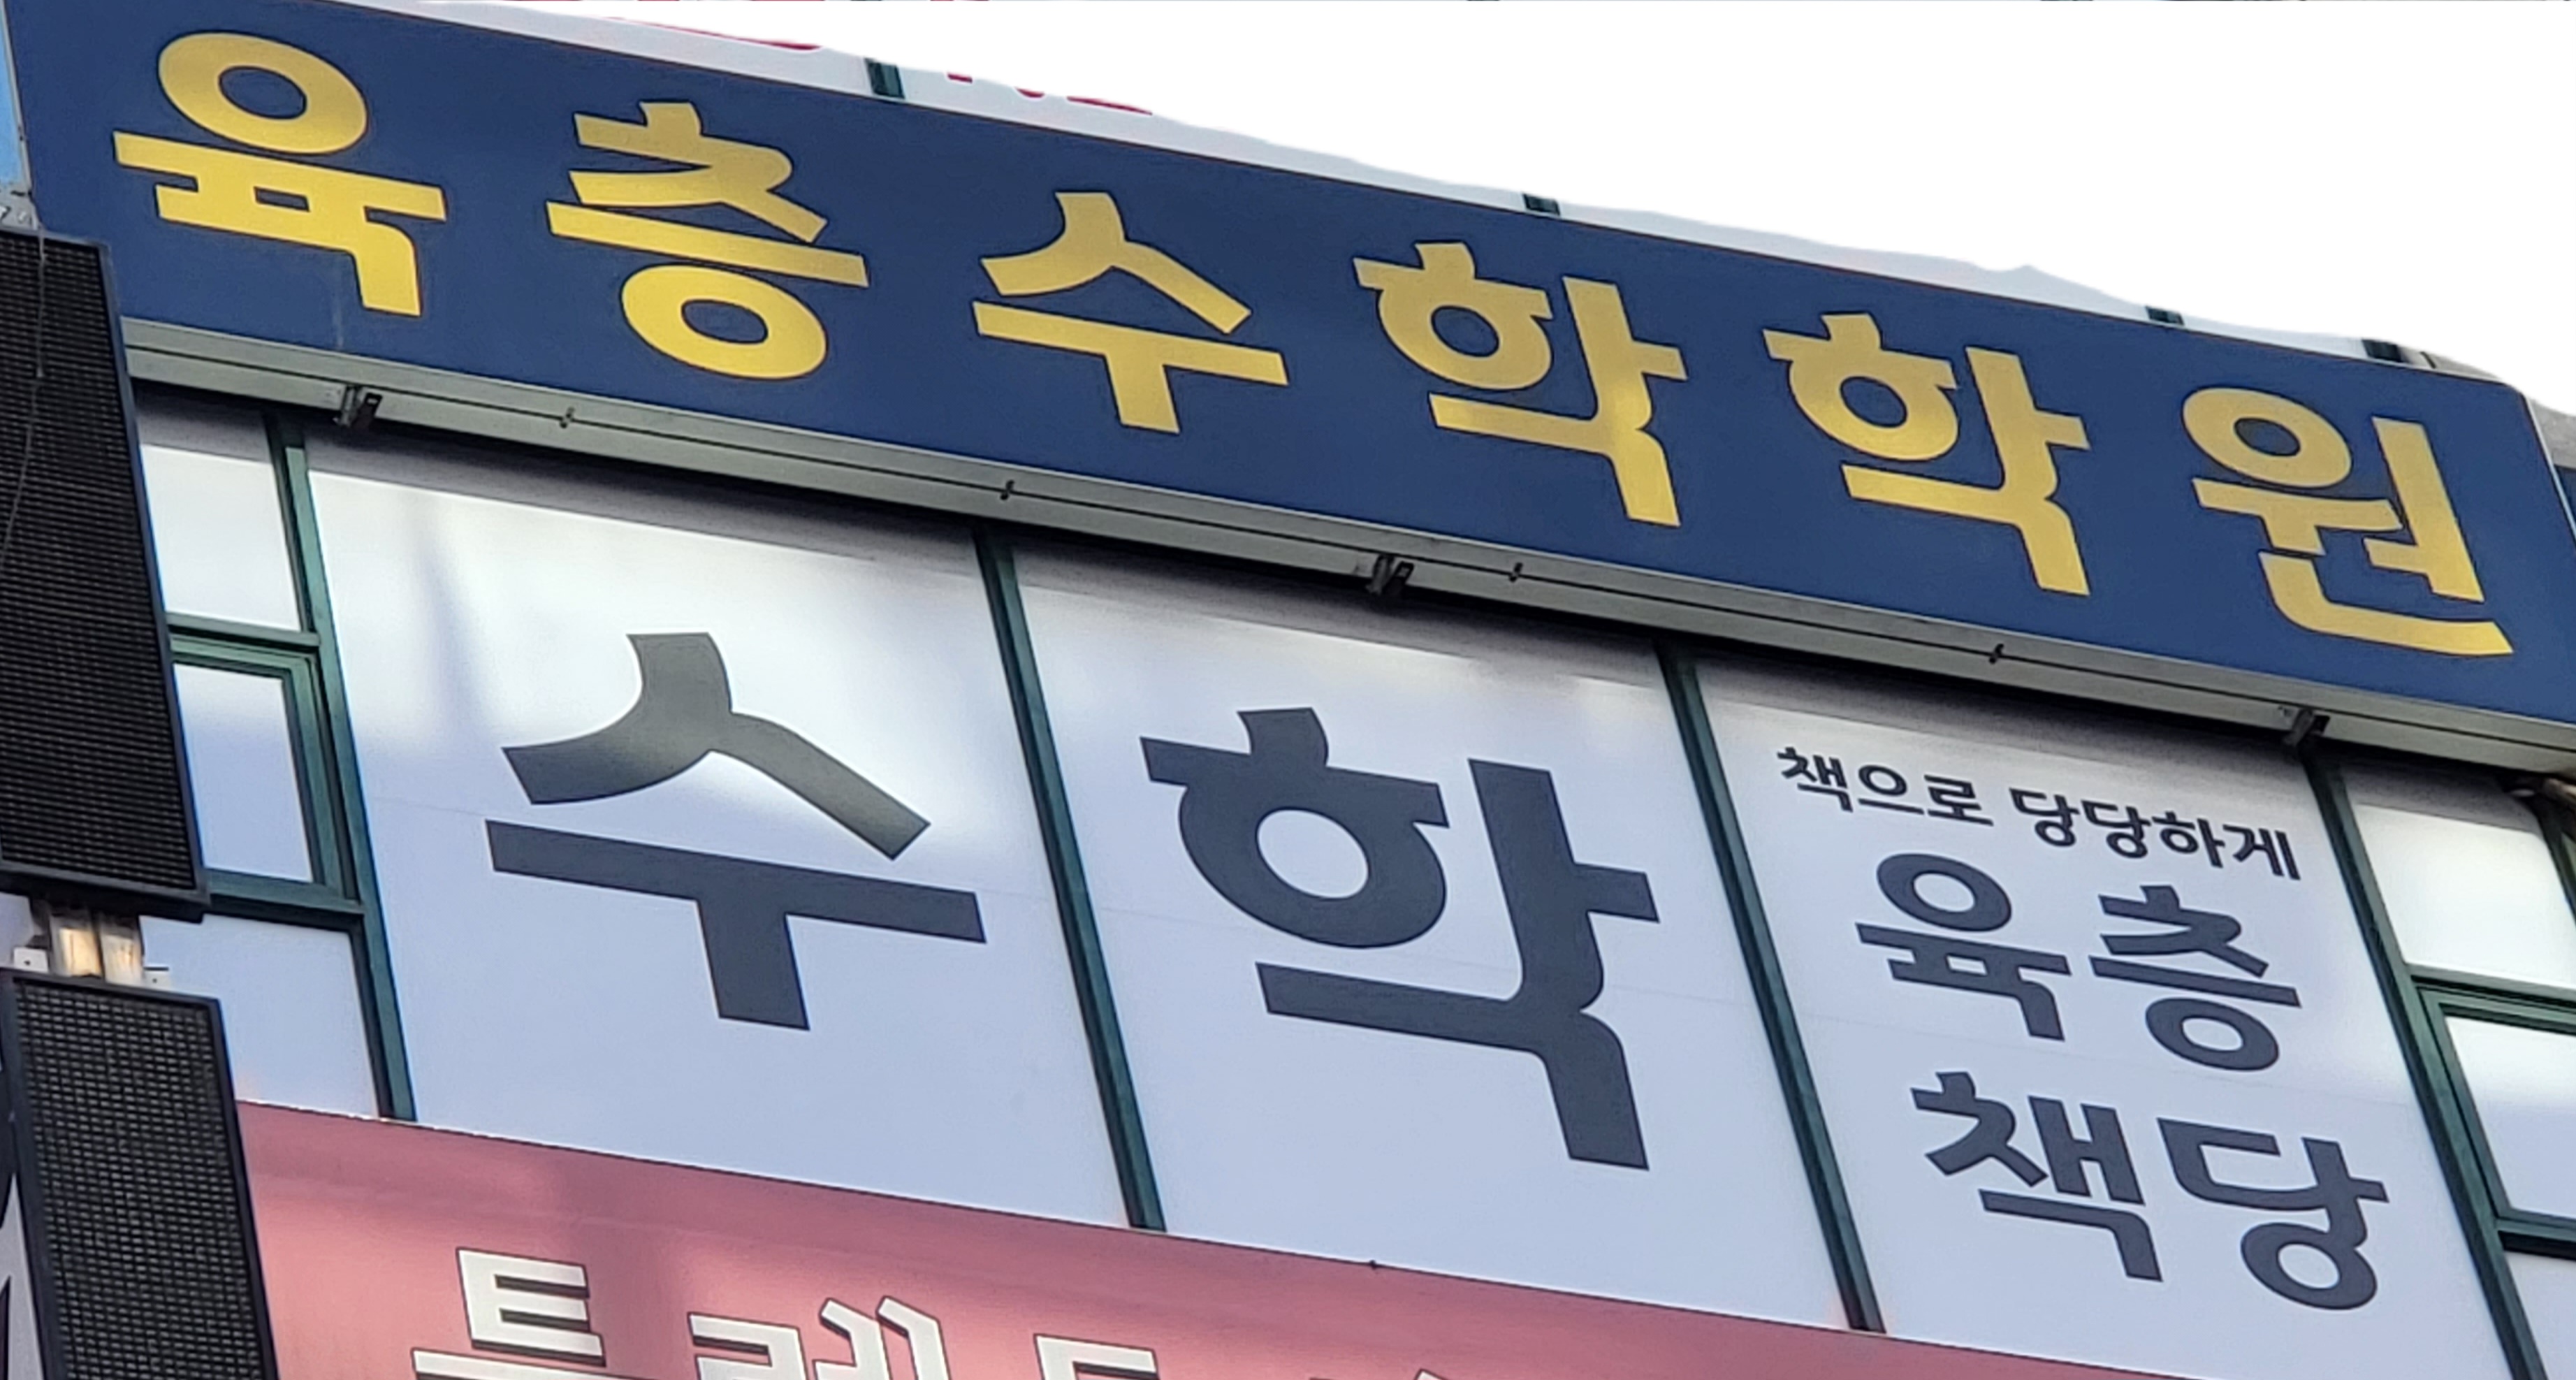 육층수학학원
수학
책으로 당당하게
육층
책당